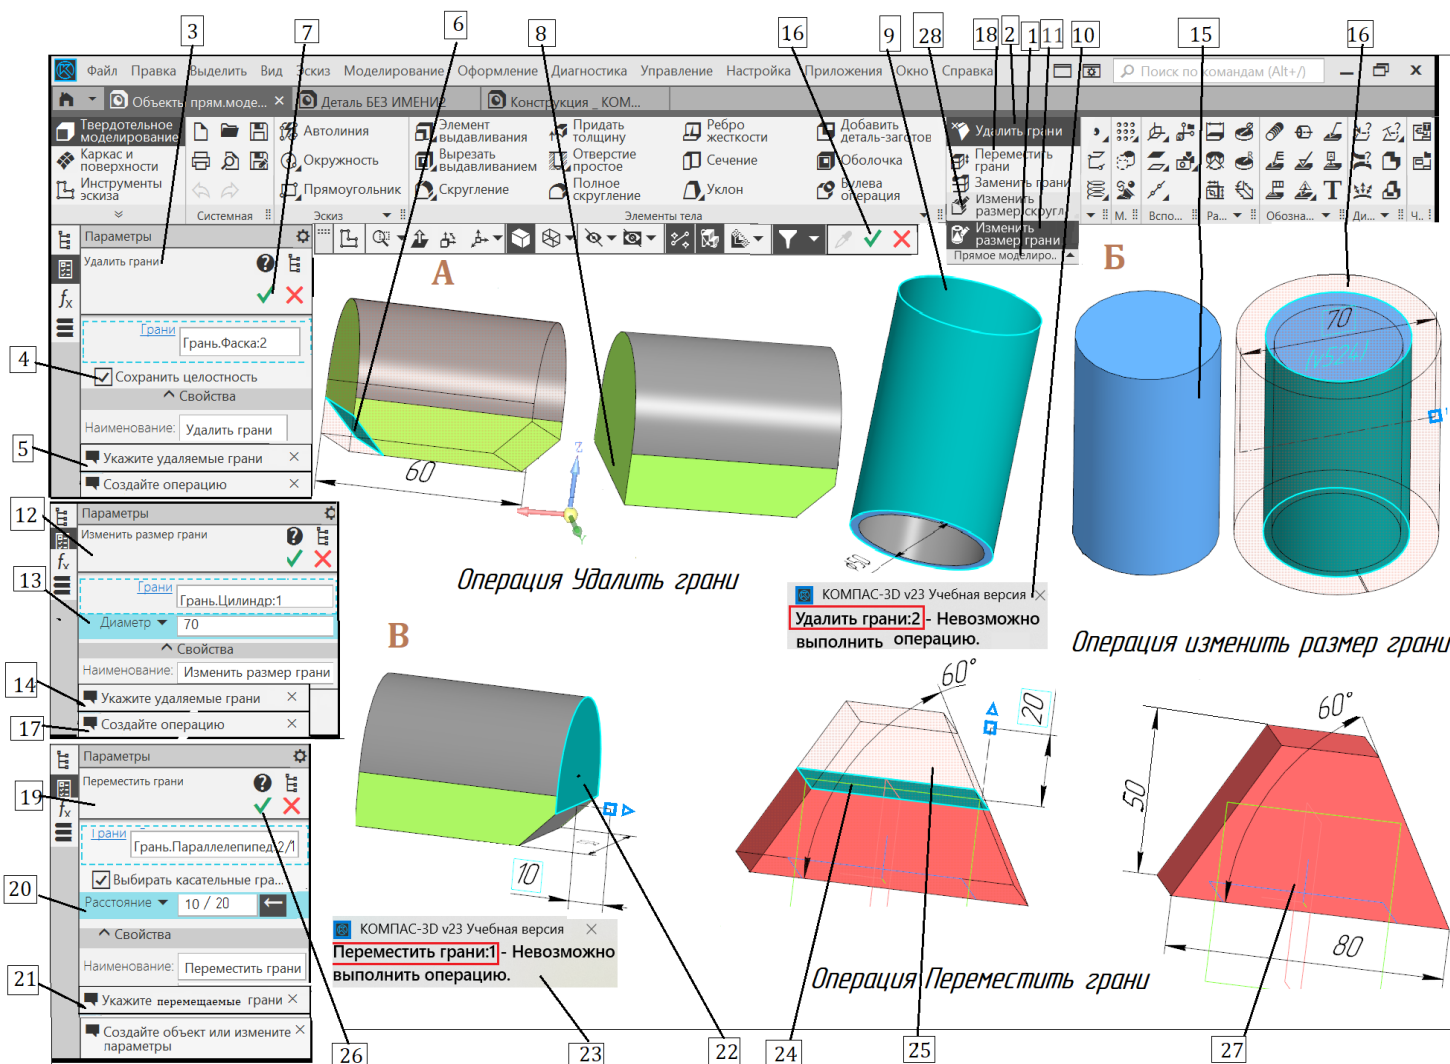 3
7
6
8
16
9
28
18
2
1
11
10
15
16
Файл Правка Выделить Вид Эскиз Моделирование Оформление Диагностика Управление Настройка Приложения Окно Справка
Поиск по командам (Alt+/)
Объекты прям.моде...
Деталь БЕЗ ИМЕНИ2
Конструкция _ КОМ...
Твердотельное моделирование
Каркас и поверхности
Инструменты эскиза
Системная
Автолиния
Окружность
Прямоугольник
Эскиз
Элемент выдавливания
Вырезать выдавливанием
Скругление
Придать толщину
Отверстие простое
Полное скругление
Ребро жесткости
Сечение
Уклон
Добавить деталь-заготов
Оболочка
Булева операция
Элементы тела
Удалить грани
Переместить грани
Заменить грани
Изменить размер скругл
Изменить размер грани
Прямое моделиро..
М.
Вспо...
Ра...
Обозна...
Ди...
Ч..
Параметры
Удалить грани
Грани
Грань.Фаска:2
4
Сохранить целостность
Свойства
Наименование: Удалить грани
5
Укажите удаляемые грани
Создайте операцию
А
60
Z
Y
Операция Удалить грани
⌀50
КОМПАС-3D v23 Учебная версия
Удалить грани:2 - Невозможно
выполнить операцию.
Б
70
(v524)
Операция изменить размер грани
12
Параметры
Изменить размер грани
Грани
Грань.Цилиндр:1
13
Диаметр
70
Свойства
Наименование: Изменить размер грани
14
Укажите удаляемые грани
17
Создайте операцию
В
10
КОМПАС-3D v23 Учебная версия
Переместить грани:1 - Невозможно
выполнить операцию.
60°
20
60°
50
80
Операция Переместить грани
Параметры
19
Переместить грани
Грани
Грань.Параллелепипед:2/1
Выбирать касательные гра...
20
Расстояние
10 / 20
Свойства
Наименование: Переместить грани
21
Укажите перемещаемые грани
Создайте объект или измените
параметры
26
23
22
24
25
27